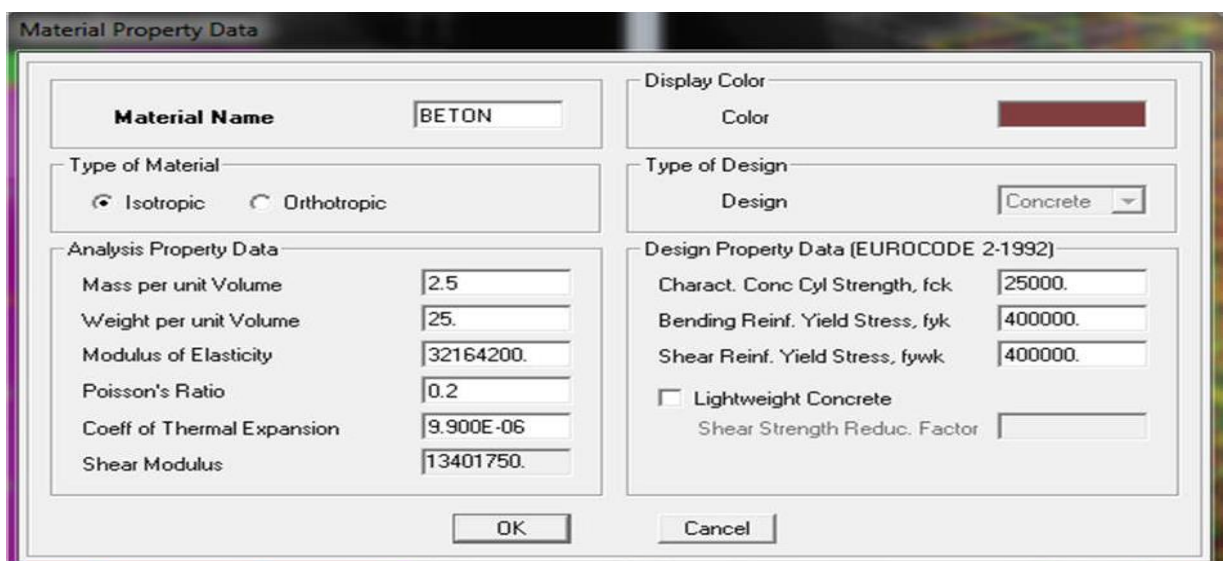 Material Property Data
Material Name BETON
Display Color
Color
Type of Material
Isotropic Orthotropic
Type of Design
Design Concrete
Analysis Property Data
Mass per unit Volume 2.5
Weight per unit Volume 25.
Modulus of Elasticity 32164200.
Poisson's Ratio 0.2
Coeff of Thermal Expansion 9.900E-06
Shear Modulus 13401750.
Design Property Data (EUROCODE 2-1992)
Charact. Conc Cyl Strength, fck 25000.
Bending Reinf. Yield Stress, fyk 400000.
Shear Reinf. Yield Stress, fywk 400000.
Lightweight Concrete
Shear Strength Reduc. Factor
OK Cancel